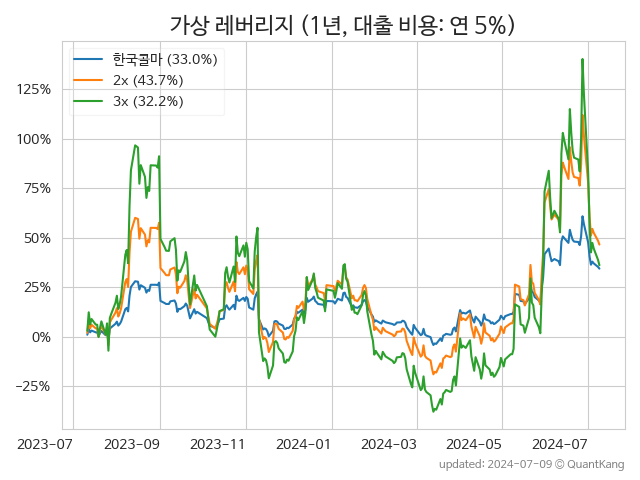 가상 레버리지 (1년, 대출 비용: 연 5%)
한국콜마 (33.0%)
2x (43.7%)
3x (32.2%)
125%
100%
75%
50%
25%
0%
−25%
2023-07
2023-09
2023-11
2024-01
2024-03
2024-05
2024-07
updated: 2024-07-09 © QuantKang